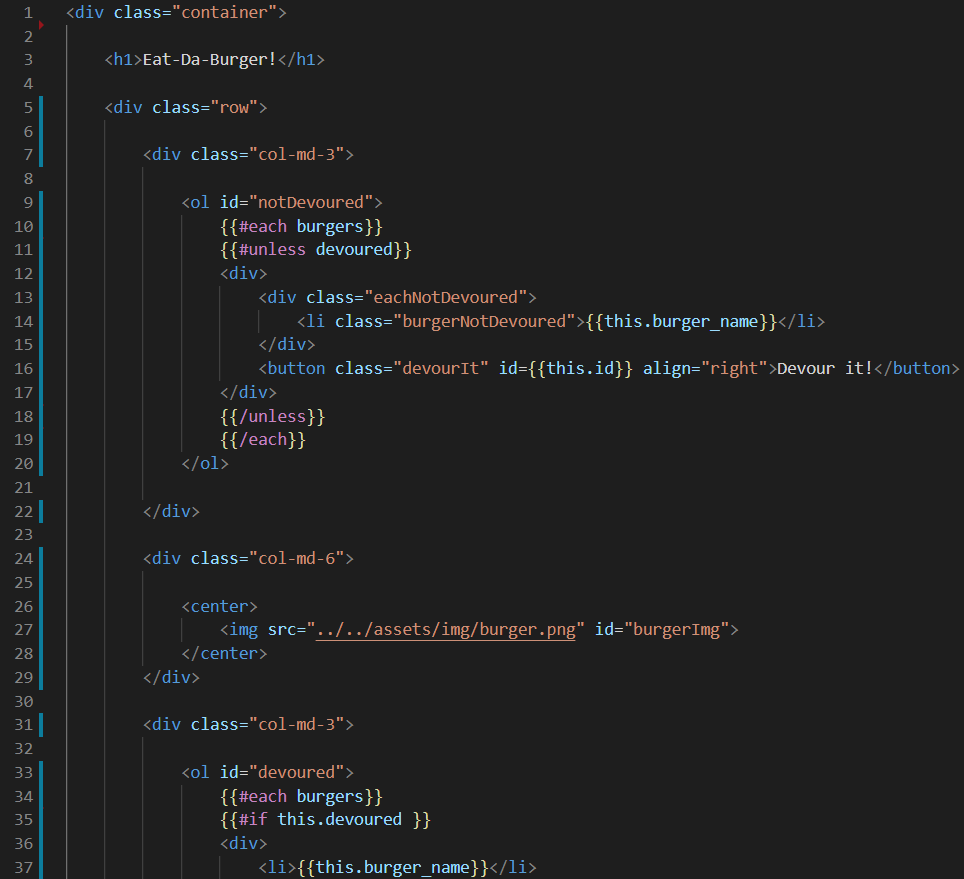 1 <div class="container">
2
3     <h1>Eat-Da-Burger!</h1>
4
5     <div class="row">
6
7         <div class="col-md-3">
8
9             <ol id="notDevoured">
10                 {{#each burgers}}
11                 {{#unless devoured}}
12                 <div>
13                     <div class="eachNotDevoured">
14                         <li class="burgerNotDevoured">{{this.burger_name}}</li>
15                     </div>
16                     <button class="devourIt" id={{this.id}} align="right">Devour it!</button>
17                 </div>
18                 {{/unless}}
19                 {{/each}}
20             </ol>
21
22         </div>
23
24         <div class="col-md-6">
25
26             <center>
27                 <img src="../../assets/img/burger.png" id="burgerImg">
28             </center>
29         </div>
30
31         <div class="col-md-3">
32
33             <ol id="devoured">
34                 {{#each burgers}}
35                 {{#if this.devoured }}
36                 <div>
37                     <li>{{this.burger_name}}</li>